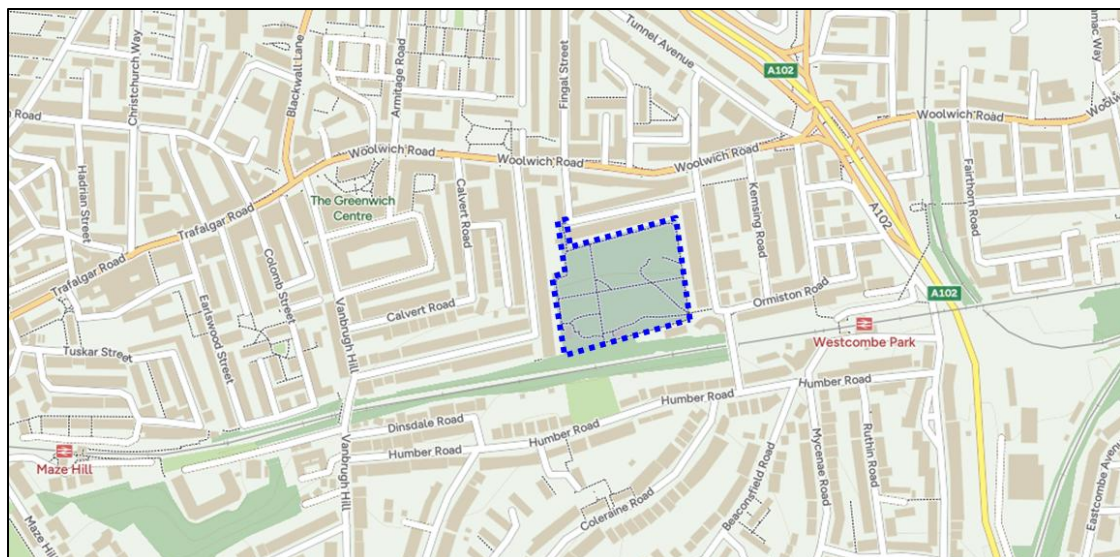 Christchurch Way
Blackwall Lane
Armitage Road
Fingal Street
Tunnel Avenue
A102
Woolwich Road
Hadrian Street
Woolwich Road
Woolwich Road
Woolwich Road
The Greenwich
Centre
Calvert Road
Kemsing Road
Fairthorn Road
A102
Trafalgar Road
Trafalgar Road
Colomb Street
Earlswood Street
Vanbrugh Hill
Calvert Road
Ormiston Road
A102
Westcombe Park
Tuskar Street
Humber Road
Humber Road
Dinsdale Road
Humber Road
Humber Road
Vanbrugh Hill
Maze Hill
Coleraine Road
Beaconsfield Road
Mycenae Road
Ruthin Road
Eastcombe Avenue
Maze Hill